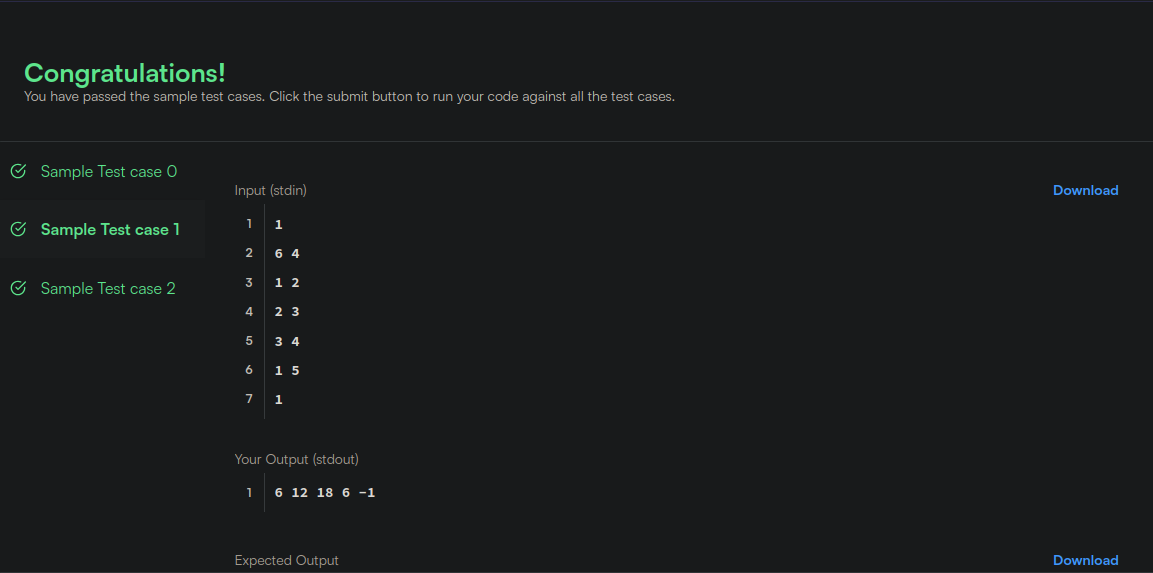 Congratulations!
You have passed the sample test cases. Click the submit button to run your code against all the test cases.
Sample Test case 0
Sample Test case 1
Sample Test case 2
Input (stdin)
Download
1 1
2 6 4
3 1 2
4 2 3
5 3 4
6 1 5
7 1
Your Output (stdout)
1 6 12 18 6 -1
Expected Output
Download